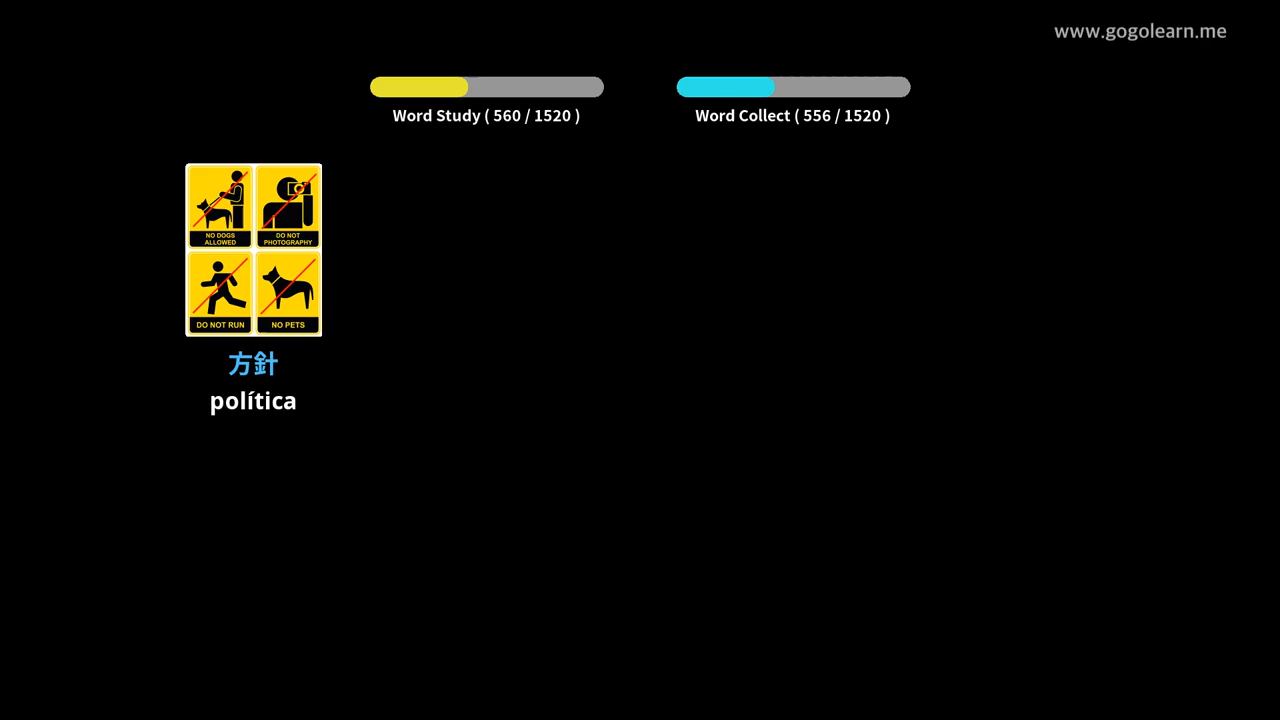 www.gogolearn.me
Word Study ( 560 / 1520 )
Word Collect ( 556 / 1520 )
NO DOGS
ALLOWED
DO NOT
PHOTOGRAPHY
DO NOT RUN
NO PETS
方針
política